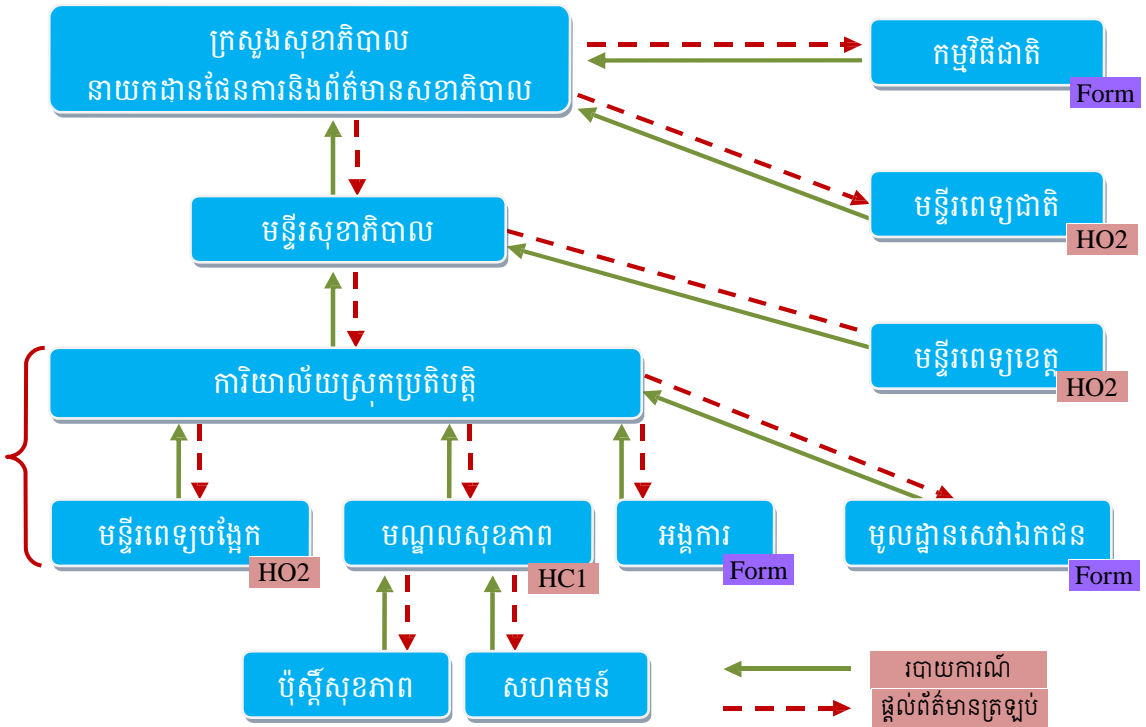 ក្រសួងសុខាភិបាល
នាយកដានផែនការនិងព័ត៌មានសុខាភិបាល
កម្មវិធីជាតិ
Form
មន្ទីរពេទ្យជាតិ
HO2
មន្ទីរសុខាភិបាល
មន្ទីរពេទ្យខេត្ត
HO2
ការិយាល័យស្រុកប្រតិបត្តិ
មន្ទីរពេទ្យបង្អែក
HO2
មណ្ឌលសុខភាព
HC1
អង្គការ
Form
មូលដ្ឋានសេវាឯកជន
Form
ប៉ុស្តិ៍សុខភាព
សហគមន៍
របាយការណ៍
ផ្តល់ព័ត៌មានត្រឡប់